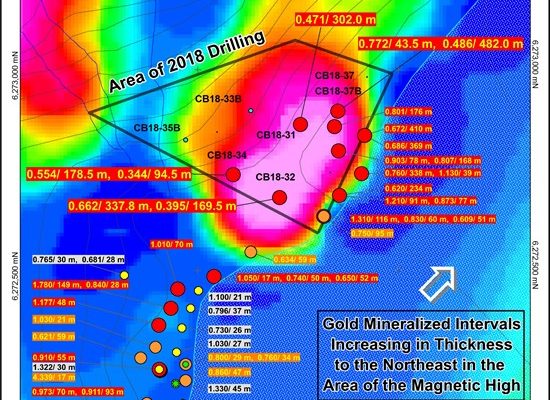 0.471/ 302.0 m
0.772/ 43.5 m, 0.486/ 482.0 m
Area of 2018 Drilling
6,273,000 mN
6,273,000 mN
CB18-37
CB18-37B
CB18-33B
CB18-35B
CB18-31
CB18-34
CB18-32
0.801/ 176 m
0.672/ 410 m
0.686/ 369 m
0.903/ 78 m, 0.807/ 168 m
0.760/ 338 m, 1.130/ 39 m
0.620/ 234 m
1.210/ 91 m, 0.873/ 77 m
0.554/ 178.5 m, 0.344/ 94.5 m
0.662/ 337.8 m, 0.395/ 169.5 m
1.310/ 116 m, 0.830/ 60 m, 0.609/ 51 m
0.750/ 95 m
1.010/ 70 m
0.634/ 59 m
0.765/ 30 m, 0.681/ 28 m
1.050/ 17 m, 0.740/ 50 m, 0.650/ 52 m
1.780/ 149 m, 0.840/ 28 m
1.177/ 48 m
1.030/ 21 m
0.621/ 59 m
0.910/ 55 m
1.322/ 30 m
4.339/ 17 m
0.973/ 70 m, 0.911/ 93 m
1.100/ 21 m
0.796/ 37 m
0.730/ 26 m
1.030/ 27 m
0.800/ 29 m, 0.760/ 34 m
0.860/ 47 m
1.330/ 45 m
6,272,500 mN
6,272,500 mN
Gold Mineralized Intervals
Increasing in Thickness
to the Northeast in the
Area of the Magnetic High